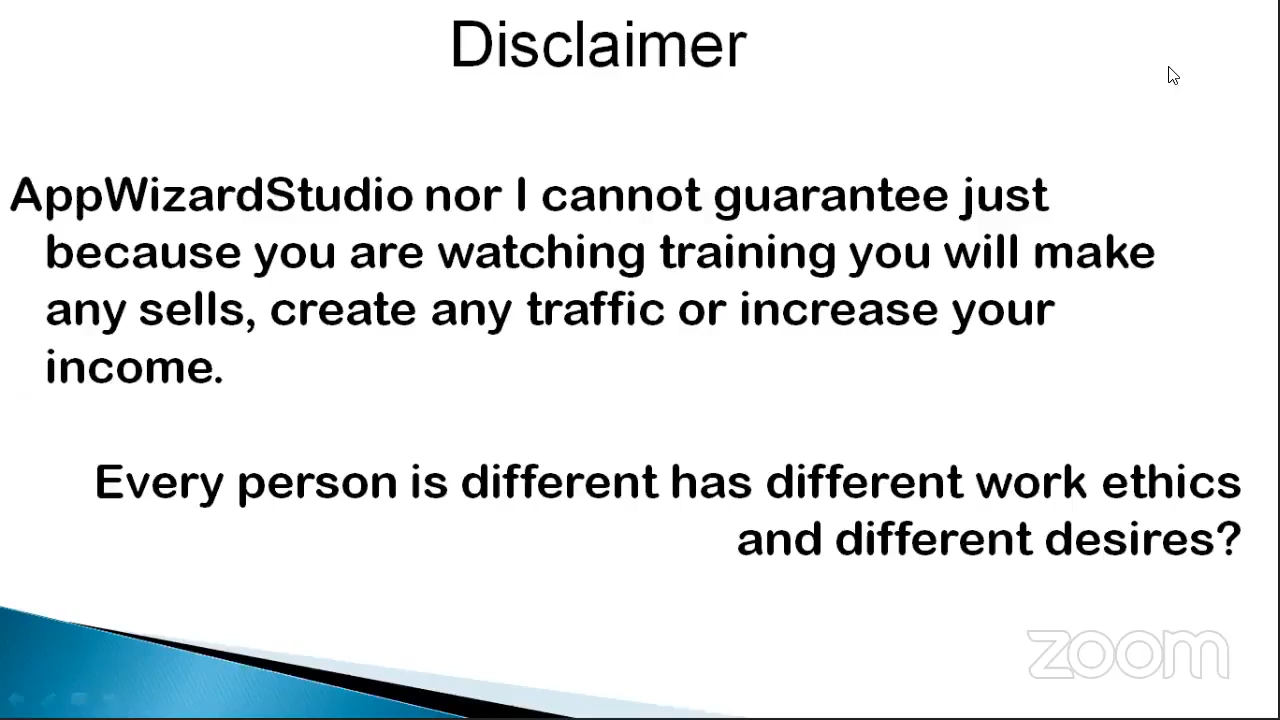 Disclaimer
AppWizardStudio nor I cannot guarantee just
because you are watching training you will make
any sells, create any traffic or increase your
income.
Every person is different has different work ethics
and different desires?
zoom